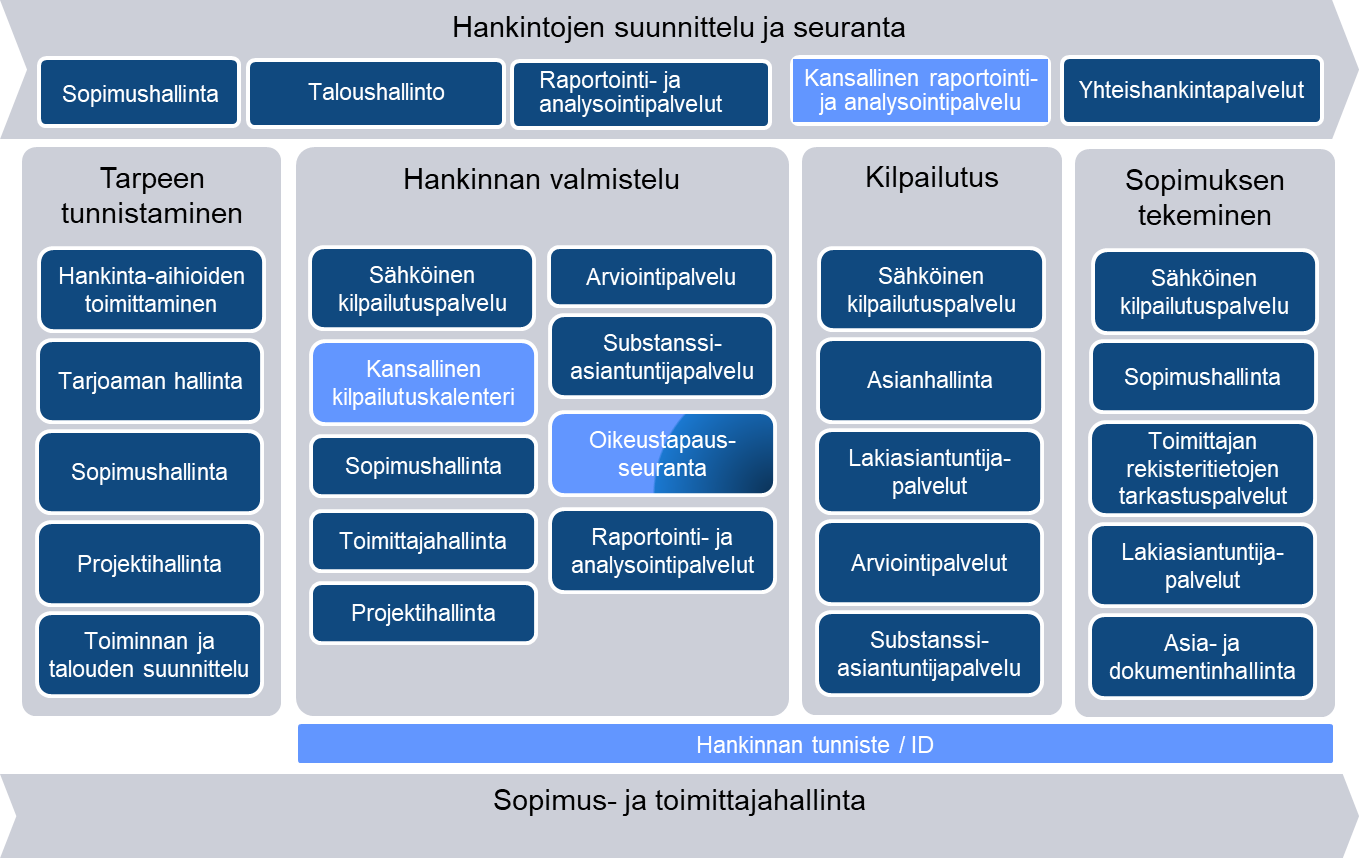 Hankintojen suunnittelu ja seuranta
Sopimushallinta
Taloushallinto
Raportointi- ja
analysointipalvelut
Kansallinen raportointi-
ja analysointipalvelu
Yhteishankintapalvelut
Tarpeen
tunnistaminen
Hankinta-aihioiden
toimittaminen
Tarjoaman hallinta
Sopimushallinta
Projektihallinta
Toiminnan ja
talouden suunnittelu
Hankinnan valmistelu
Sähköinen
kilpailutuspalvelu
Kansallinen
kilpailutuskalenteri
Sopimushallinta
Toimittajahallinta
Projektihallinta
Arviointipalvelu
Substanssi-
asiantuntijapalvelu
Oikeustapaus-
seuranta
Raportointi- ja
analysointipalvelut
Kilpailutus
Sähköinen
kilpailutuspalvelu
Asianhallinta
Lakiasiantuntija-
palvelut
Arviointipalvelut
Substanssi-
asiantuntijapalvelu
Sopimuksen
tekeminen
Sähköinen
kilpailutuspalvelu
Sopimushallinta
Toimittajan
rekisteritietojen
tarkastuspalvelut
Lakiasiantuntija-
palvelut
Asia- ja
dokumentinhallinta
Hankinnan tunniste / ID
Sopimus- ja toimittajahallinta